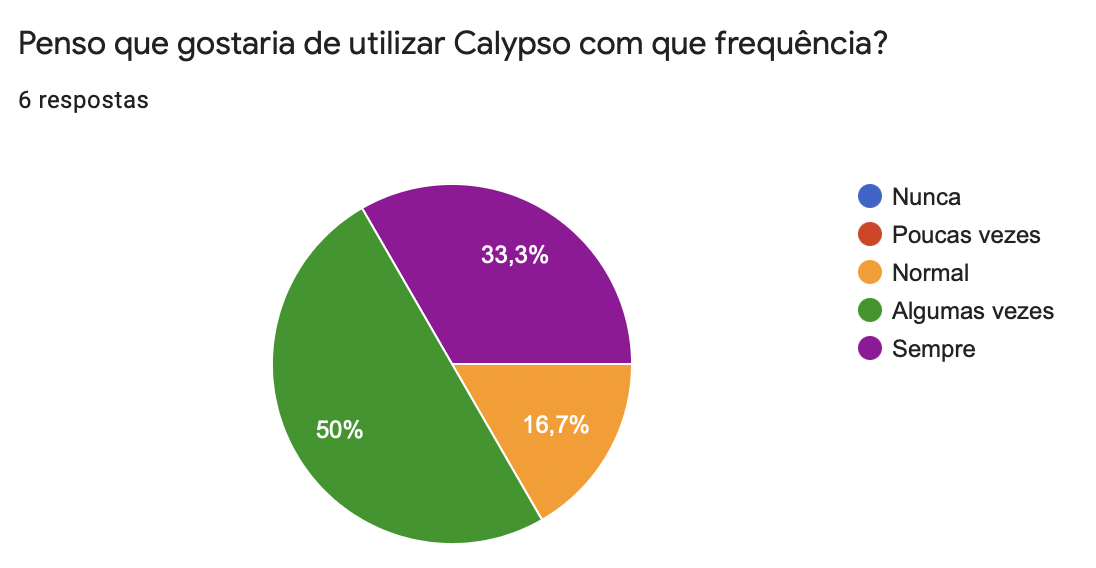 Penso que gostaria de utilizar Calypso com que frequência?
6 respostas
33,3%
50%
16,7%
Nunca
Poucas vezes
Normal
Algumas vezes
Sempre